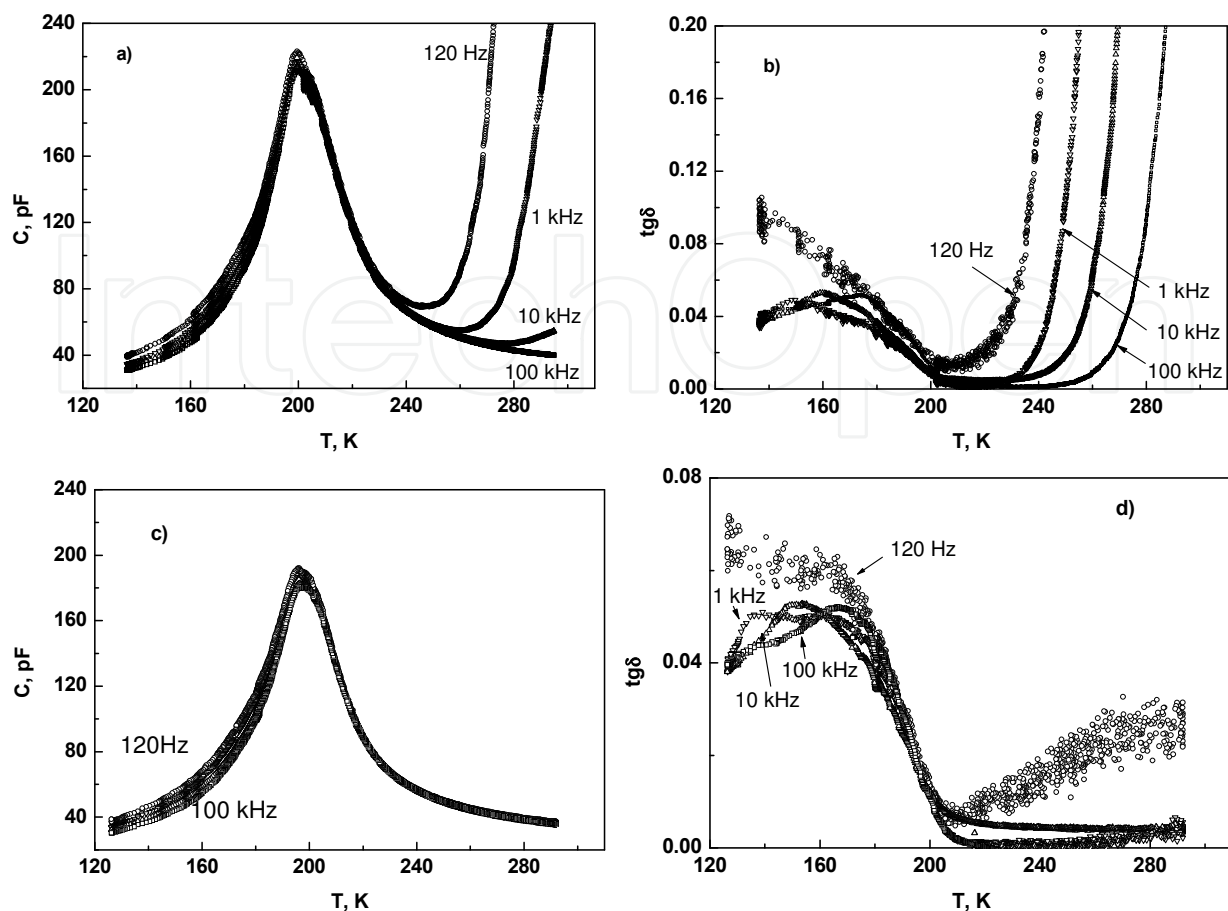 a)
240
200
160
120
80
40
C, pF
120 160 200 240 280
T, K
120 Hz
1 kHz
10 kHz
100 kHz
b)
0.20
0.16
0.12
0.08
0.04
0.00
tgδ
120 160 200 240 280
T, K
120 Hz
1 kHz
10 kHz
100 kHz
IntechOpen
c)
240
200
160
120
80
40
C, pF
120 160 200 240 280
T, K
120Hz
100 kHz
d)
0.08
0.04
0.00
tgδ
120 160 200 240 280
T, K
120 Hz
1 kHz
10 kHz
100 kHz